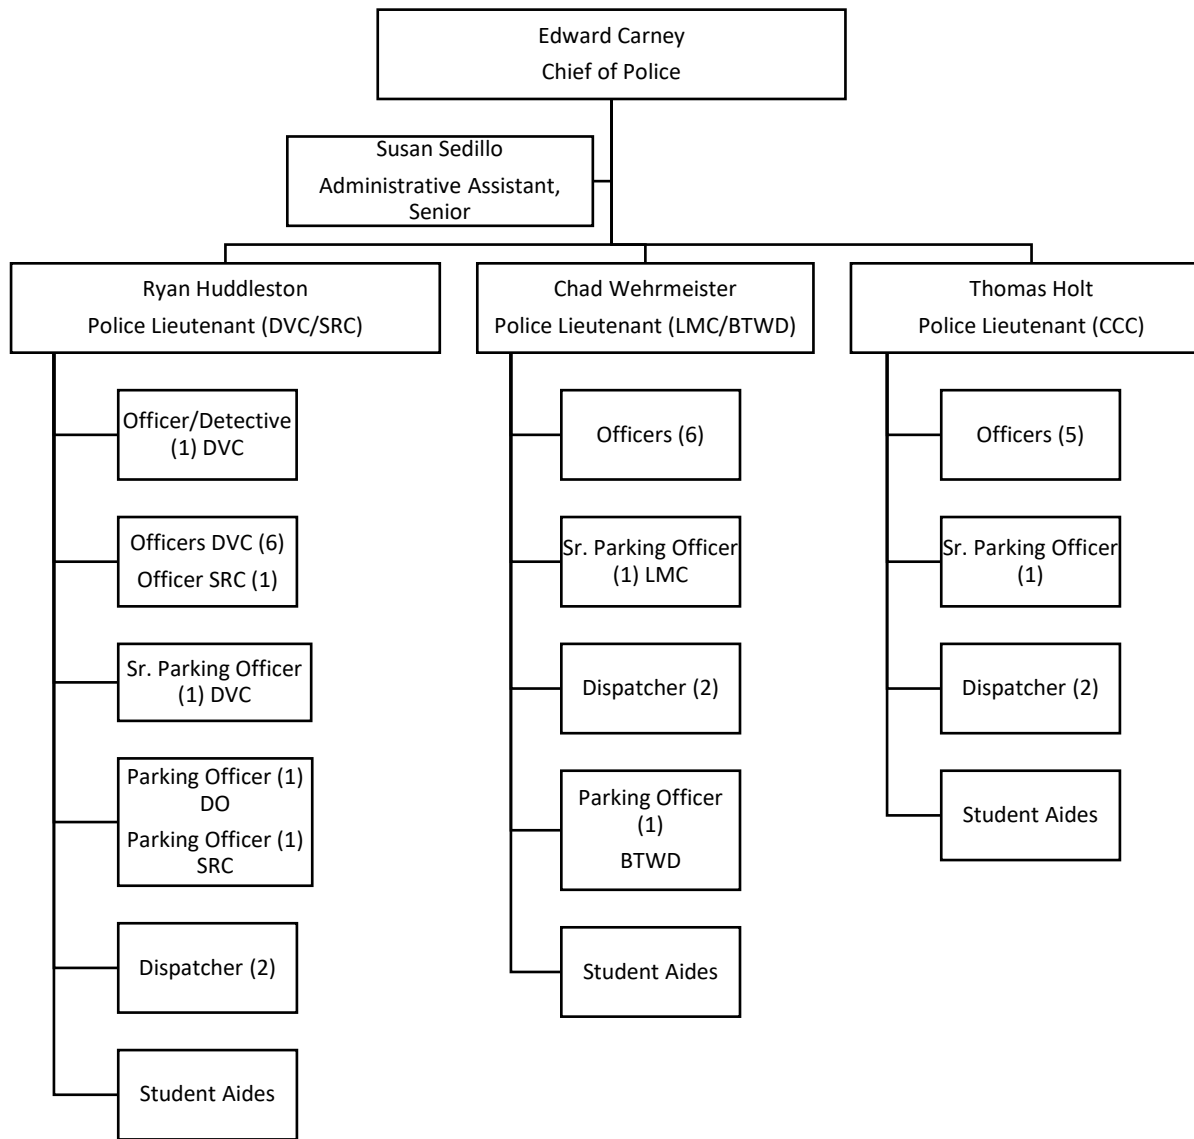 Edward Carney
Chief of Police
Susan Sedillo
Administrative Assistant,
Senior
Ryan Huddleston
Police Lieutenant (DVC/SRC)
Chad Wehrmeister
Police Lieutenant (LMC/BTWD)
Thomas Holt
Police Lieutenant (CCC)
Officer/Detective
(1) DVC
Officers DVC (6)
Officer SRC (1)
Sr. Parking Officer
(1) DVC
Parking Officer (1)
DO
Parking Officer (1)
SRC
Dispatcher (2)
Student Aides
Officers (6)
Sr. Parking Officer
(1) LMC
Dispatcher (2)
Parking Officer
(1)
BTWD
Student Aides
Officers (5)
Sr. Parking Officer
(1)
Dispatcher (2)
Student Aides